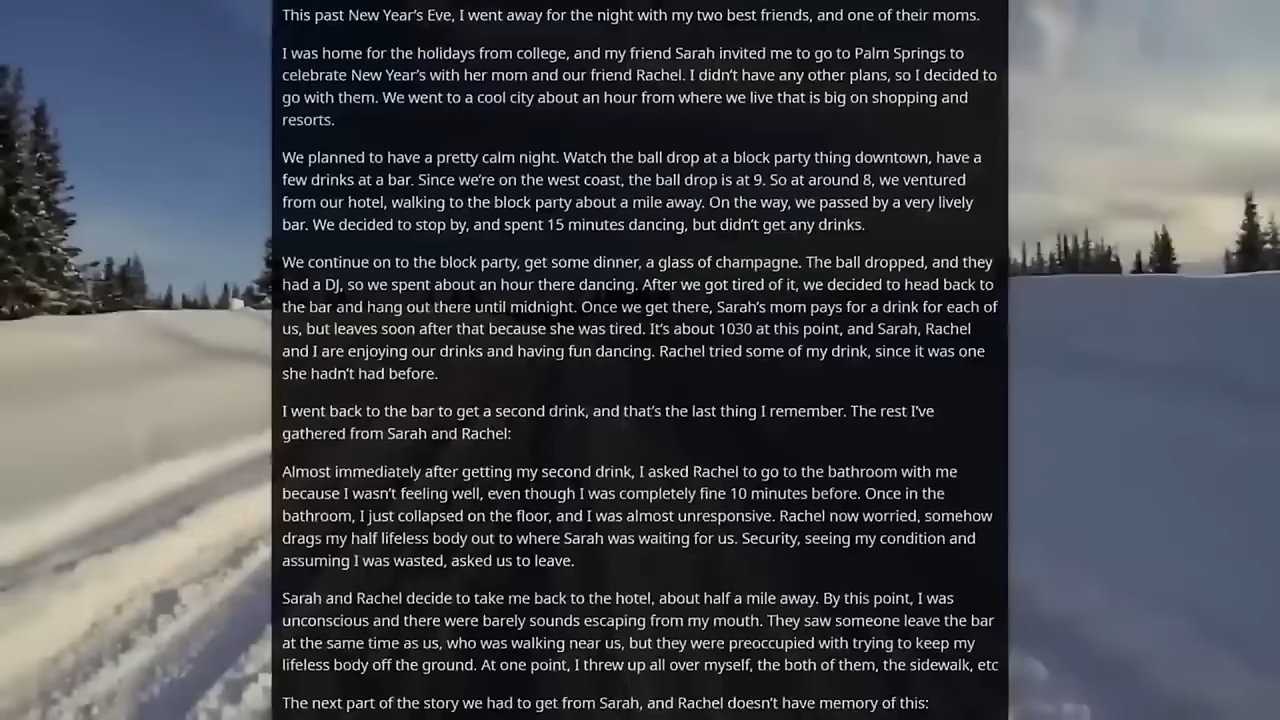 This past New Year’s Eve, I went away for the night with my two best friends, and one of their moms.
I was home for the holidays from college, and my friend Sarah invited me to go to Palm Springs to
celebrate New Year’s with her mom and our friend Rachel. I didn’t have any other plans, so I decided to
go with them. We went to a cool city about an hour from where we live that is big on shopping and
resorts.
We planned to have a pretty calm night. Watch the ball drop at a block party thing downtown, have a
few drinks at a bar. Since we’re on the west coast, the ball drop is at 9. So at around 8, we ventured
from our hotel, walking to the block party about a mile away. On the way, we passed by a very lively
bar. We decided to stop by, and spent 15 minutes dancing, but didn’t get any drinks.
We continue on to the block party, get some dinner, a glass of champagne. The ball dropped, and they
had a DJ, so we spent about an hour there dancing. After we got tired of it, we decided to head back to
the bar and hang out there until midnight. Once we get there, Sarah’s mom pays for a drink for each of
us, but leaves soon after that because she was tired. It’s about 1030 at this point, and Sarah, Rachel
and I are enjoying our drinks and having fun dancing. Rachel tried some of my drink, since it was one
she hadn’t had before.
I went back to the bar to get a second drink, and that’s the last thing I remember. The rest I’ve
gathered from Sarah and Rachel:
Almost immediately after getting my second drink, I asked Rachel to go to the bathroom with me
because I wasn’t feeling well, even though I was completely fine 10 minutes before. Once in the
bathroom, I just collapsed on the floor, and I was almost unresponsive. Rachel now worried, somehow
drags my half lifeless body out to where Sarah was waiting for us. Security, seeing my condition and
assuming I was wasted, asked us to leave.
Sarah and Rachel decide to take me back to the hotel, about half a mile away. By this point, I was
unconscious and there were barely sounds escaping from my mouth. They saw someone leave the bar
at the same time as us, who was walking near us, but they were preoccupied with trying to keep my
lifeless body off the ground. At one point, I threw up all over myself, the both of them, the sidewalk, etc
The next part of the story we had to get from Sarah, and Rachel doesn’t have memory of this: